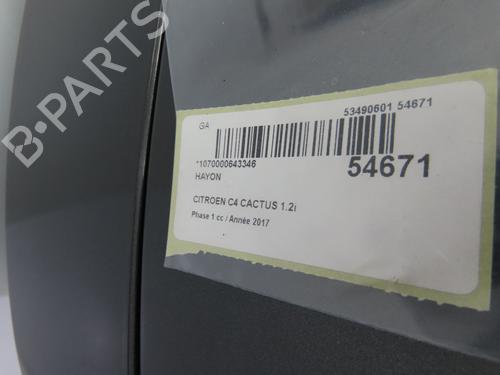 B-PARTS
GA
53490601 54671
*1070000643346
54671
HAYON
CITROEN C4 CACTUS 1.2i
Phase 1 cc / Année 2017